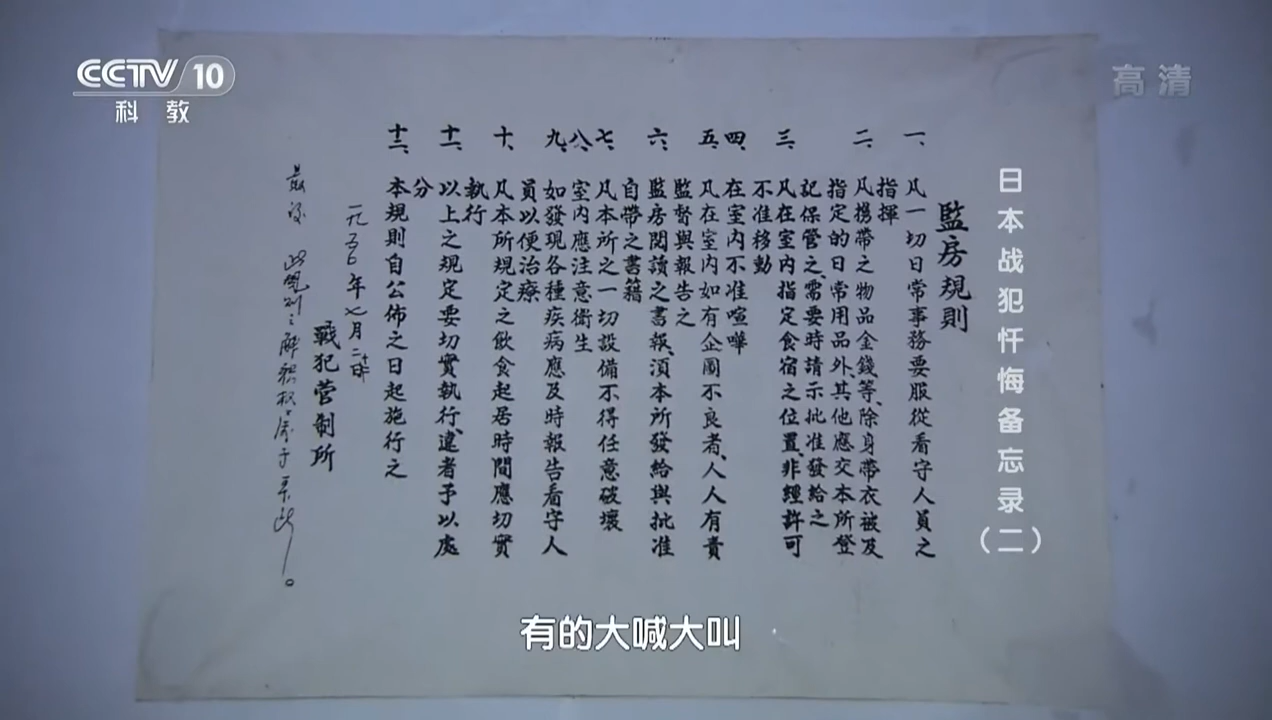 CCTV 10
科教
高清
日本战犯忏悔备忘录(二)
監房規則
一、凡一切日常事務要服從看守人員之
指揮
二、凡携帶之物品金錢等、除身帶衣被及
指定的日常用品外其他應交本所登
記保管之、需要時請示批准發給之
三、凡在室内指定食宿之位置、非經許可
不准移動
四、在室内不准喧嘩
五、凡在室内如有企圖不良者、人人有責
監督與報告之
六、監房閱讀之書報、須本所發給與批准
自帶之書籍
七、凡本所之一切設備不得任意破壞
八、室内應注意衛生
九、如發現各種疾病應及時報告看守人
員以便治療
十、凡本所規定之飲食起居時間應切實
執行
十一、以上之規定要切實執行、違者予以處
分
十二、本規則自公佈之日起施行之
一九五〇年七月二十
戰犯管制所
有的大喊大叫